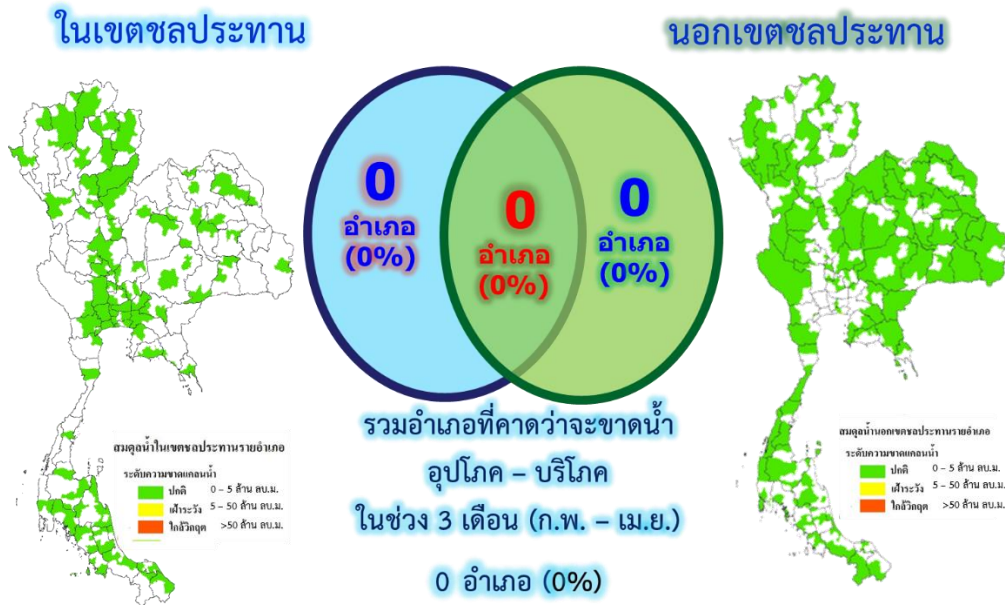 ในเขตชลประทาน
นอกเขตชลประทาน
0
อำเภอ
(0%)
0
อำเภอ
(0%)
0
อำเภอ
(0%)
รวมอำเภอที่คาดว่าจะขาดน้ำ
อุปโภค – บริโภค
ในช่วง 3 เดือน (ก.พ. – เม.ย.)
0 อำเภอ (0%)
สมดุลน้ำในเขตชลประทานรายอำเภอ
ระดับความขาดแคลนน้ำ
ปกติ 0 – 5 ล้าน ลบ.ม.
เฝ้าระวัง 5 – 50 ล้าน ลบ.ม.
ใกล้วิกฤต >50 ล้าน ลบ.ม.
สมดุลน้ำนอกเขตชลประทานรายอำเภอ
ระดับความขาดแคลนน้ำ
ปกติ 0 – 5 ล้าน ลบ.ม.
เฝ้าระวัง 5 – 50 ล้าน ลบ.ม.
ใกล้วิกฤต >50 ล้าน ลบ.ม.